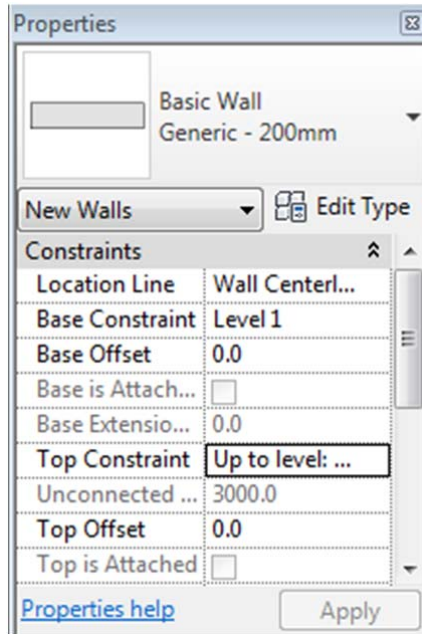 Properties
Basic Wall
Generic - 200mm
New Walls Edit Type
Constraints
Location Line Wall Centerl...
Base Constraint Level 1
Base Offset 0.0
Base is Attach...
Base Extensio... 0.0
Top Constraint Up to level: ...
Unconnected ... 3000.0
Top Offset 0.0
Top is Attached
Properties help Apply